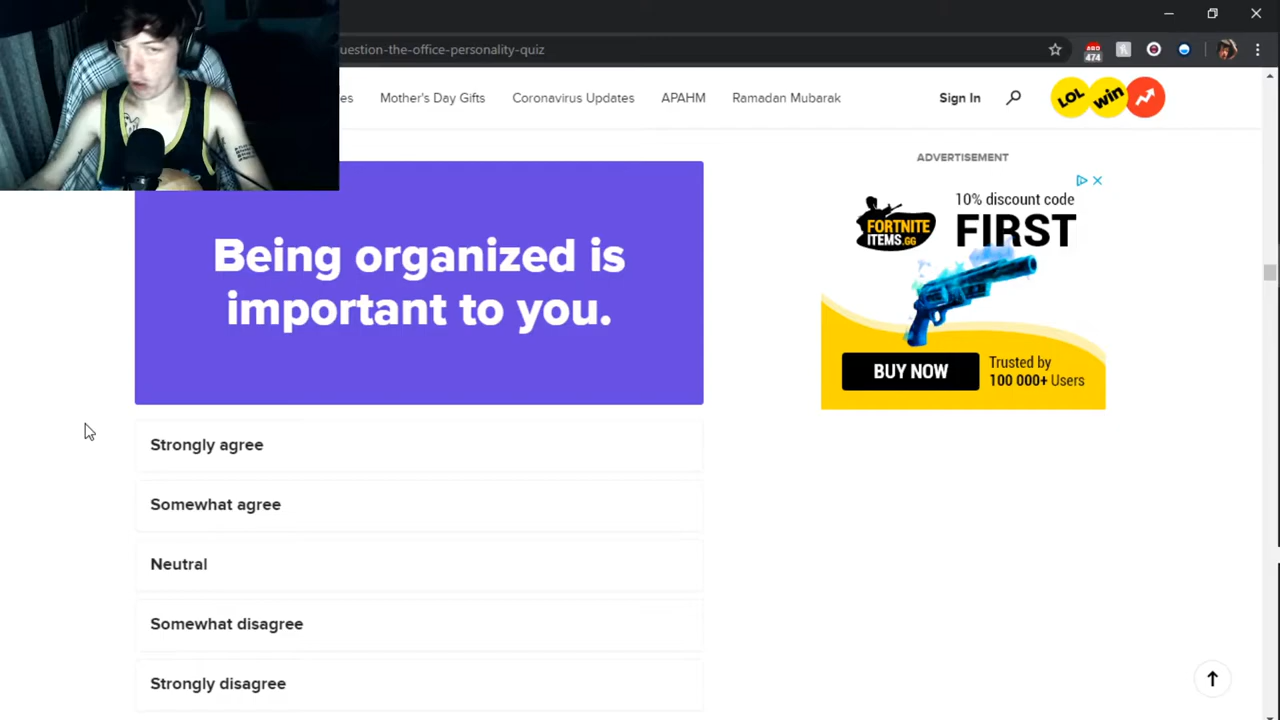 uestion-the-office-personality-quiz
474
es
Mother's Day Gifts
Coronavirus Updates
APAHM
Ramadan Mubarak
Sign In
LOL
win
ADVERTISEMENT
Being organized is
important to you.
10% discount code
FIRST
FORTNITE
ITEMS.GG
BUY NOW
Trusted by
100 000+ Users
Strongly agree
Somewhat agree
Neutral
Somewhat disagree
Strongly disagree